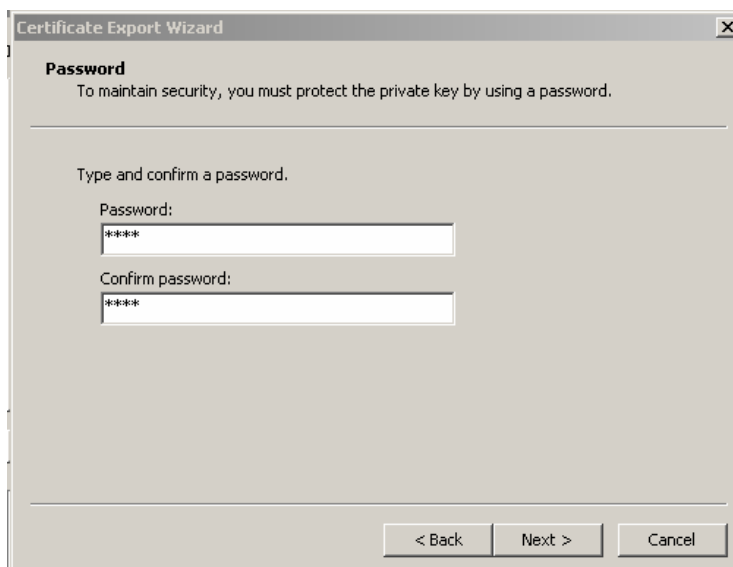 Certificate Export Wizard
Password
To maintain security, you must protect the private key by using a password.
Type and confirm a password.
Password:
****
Confirm password:
****
< Back Next > Cancel